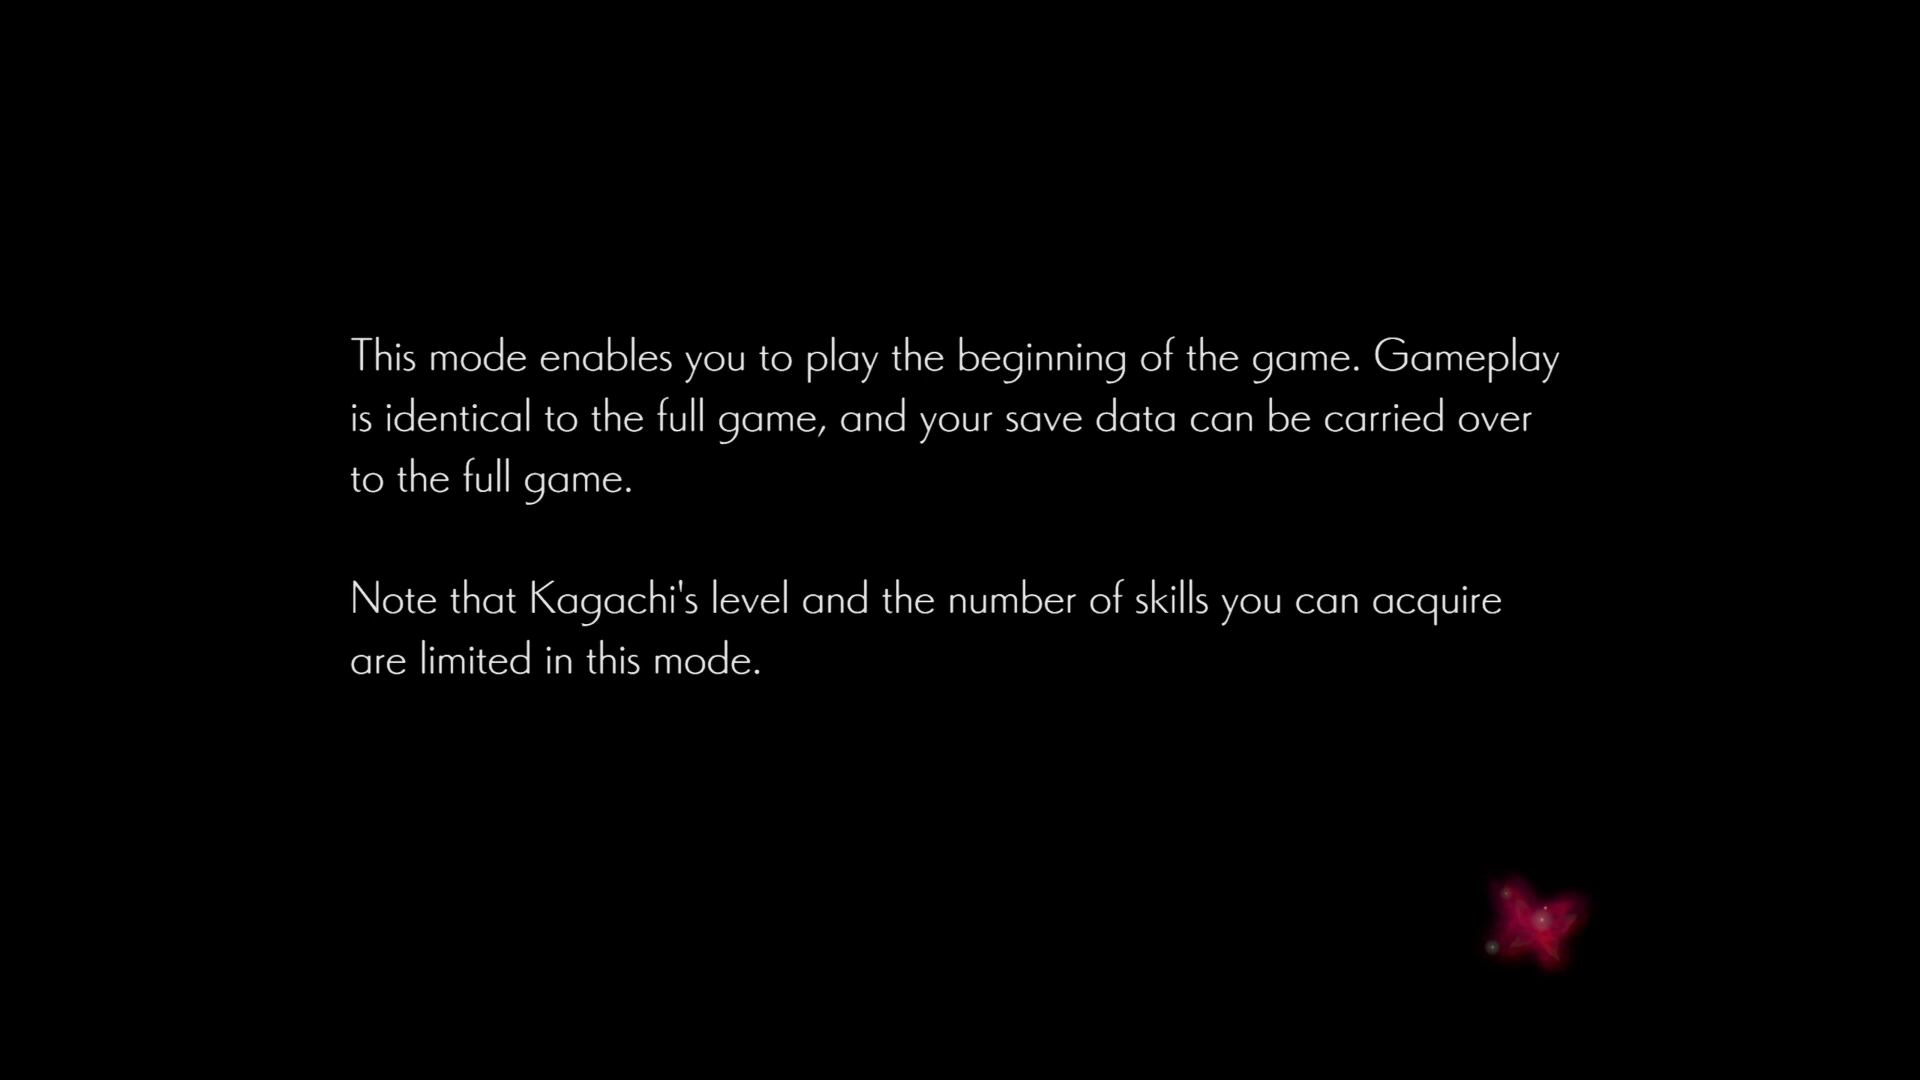 This mode enables you to play the beginning of the game. Gameplay
is identical to the full game, and your save data can be carried over
to the full game.
Note that Kagachi's level and the number of skills you can acquire
are limited in this mode.